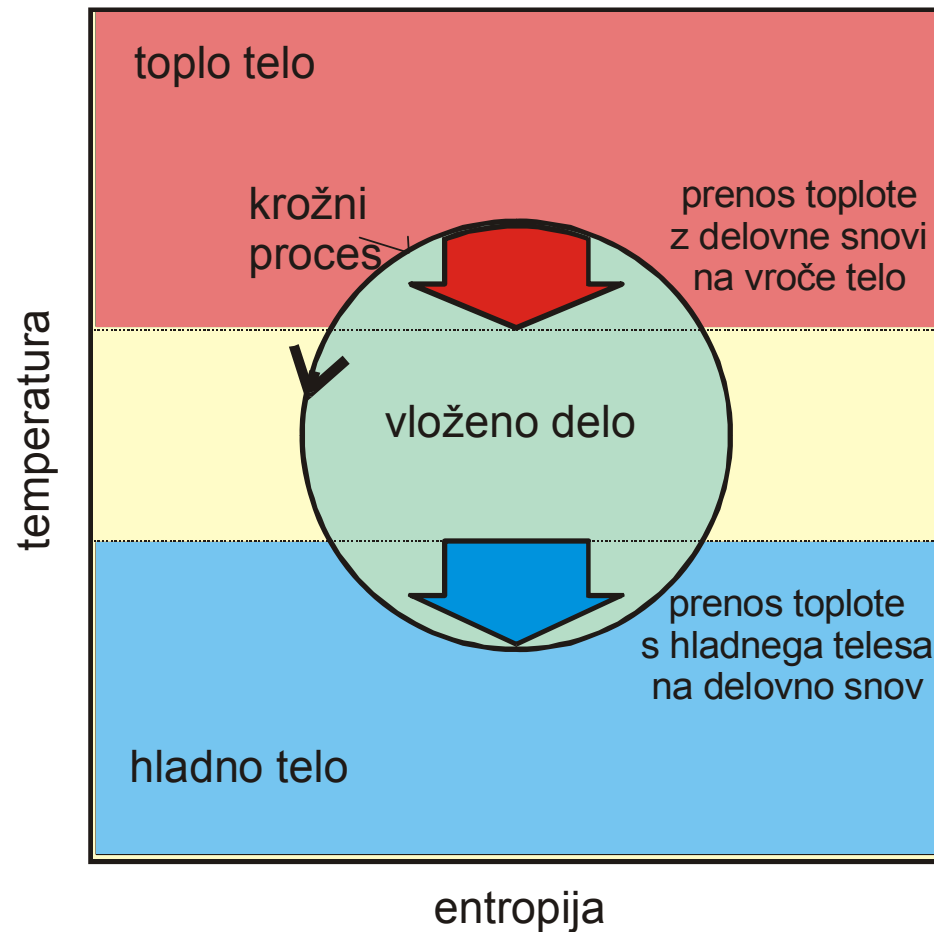 toplo telo
krožni
proces
prenos toplote
z delovne snovi
na vroče telo
temperatura
vloženo delo
prenos toplote
s hladnega telesa
na delovno snov
hladno telo
entropija